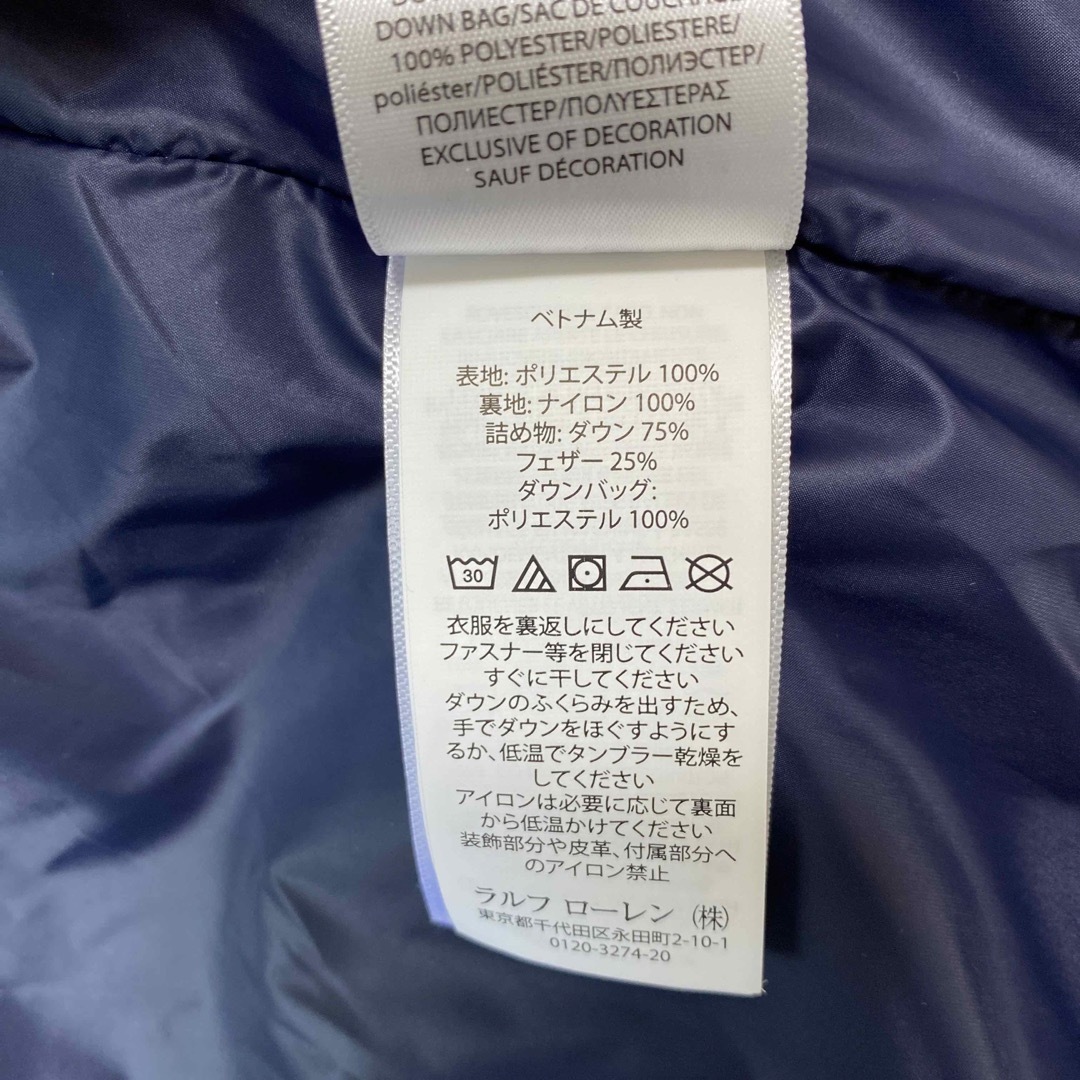 DOWN BAG/SAC DE COUCHAGE
100% POLYESTER/POLIESTERE/
poliéster/POLIÉSTER/ПОЛИЭСТЕР/
ПОЛИЕСТЕР/ΠΟΛΥΕΣΤΕΡΑΣ
EXCLUSIVE OF DECORATION
SAUF DÉCORATION
ベトナム製
表地: ポリエステル 100%
裏地: ナイロン 100%
詰め物: ダウン 75%
フェザー 25%
ダウンバッグ:
ポリエステル 100%
30
衣服を裏返しにしてください
ファスナー等を閉じてください
すぐに干してください
ダウンのふくらみを出すため、
手でダウンをほぐすようにす
るか、低温でタンブラー乾燥を
してください
アイロンは必要に応じて裏面
から低温かけてください
装飾部分や皮革、付属部分へ
のアイロン禁止
ラルフ ローレン (株)
東京都千代田区永田町2-10-1
0120-3274-20